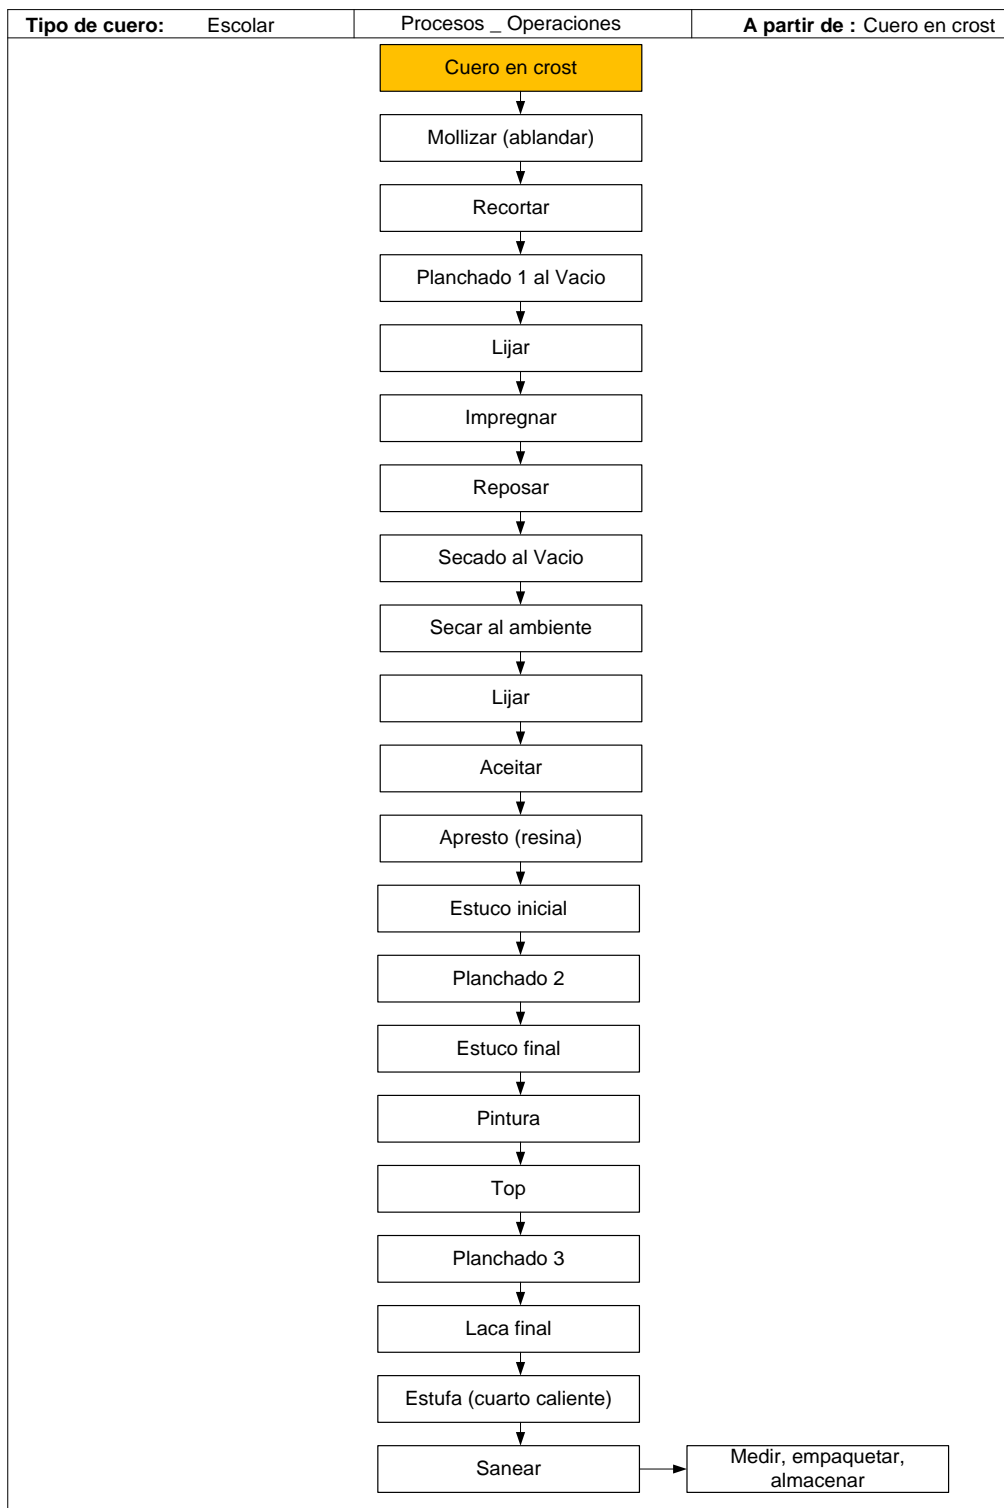 Tipo de cuero: Escolar Procesos _ Operaciones A partir de : Cuero en crost
Cuero en crost
Mollizar (ablandar)
Recortar
Planchado 1 al Vacio
Lijar
Impregnar
Reposar
Secado al Vacio
Secar al ambiente
Lijar
Aceitar
Apresto (resina)
Estuco inicial
Planchado 2
Estuco final
Pintura
Top
Planchado 3
Laca final
Estufa (cuarto caliente)
Sanear
Medir, empaquetar,
almacenar